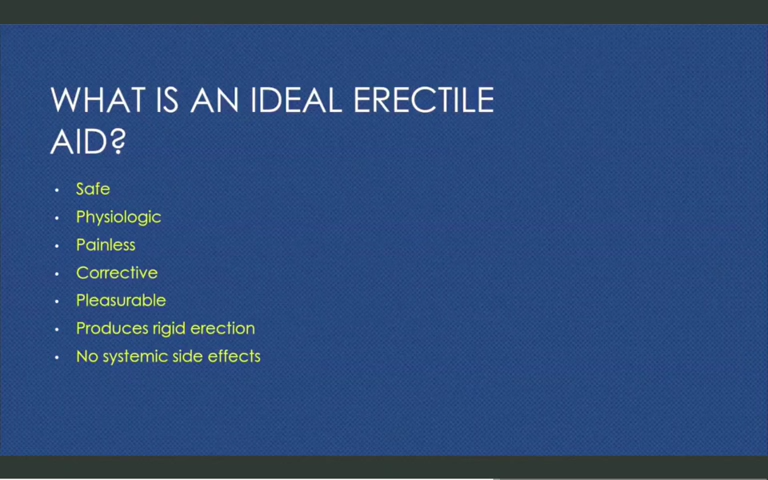 WHAT IS AN IDEAL ERECTILE
AID?
• Safe
• Physiologic
• Painless
• Corrective
• Pleasurable
• Produces rigid erection
• No systemic side effects